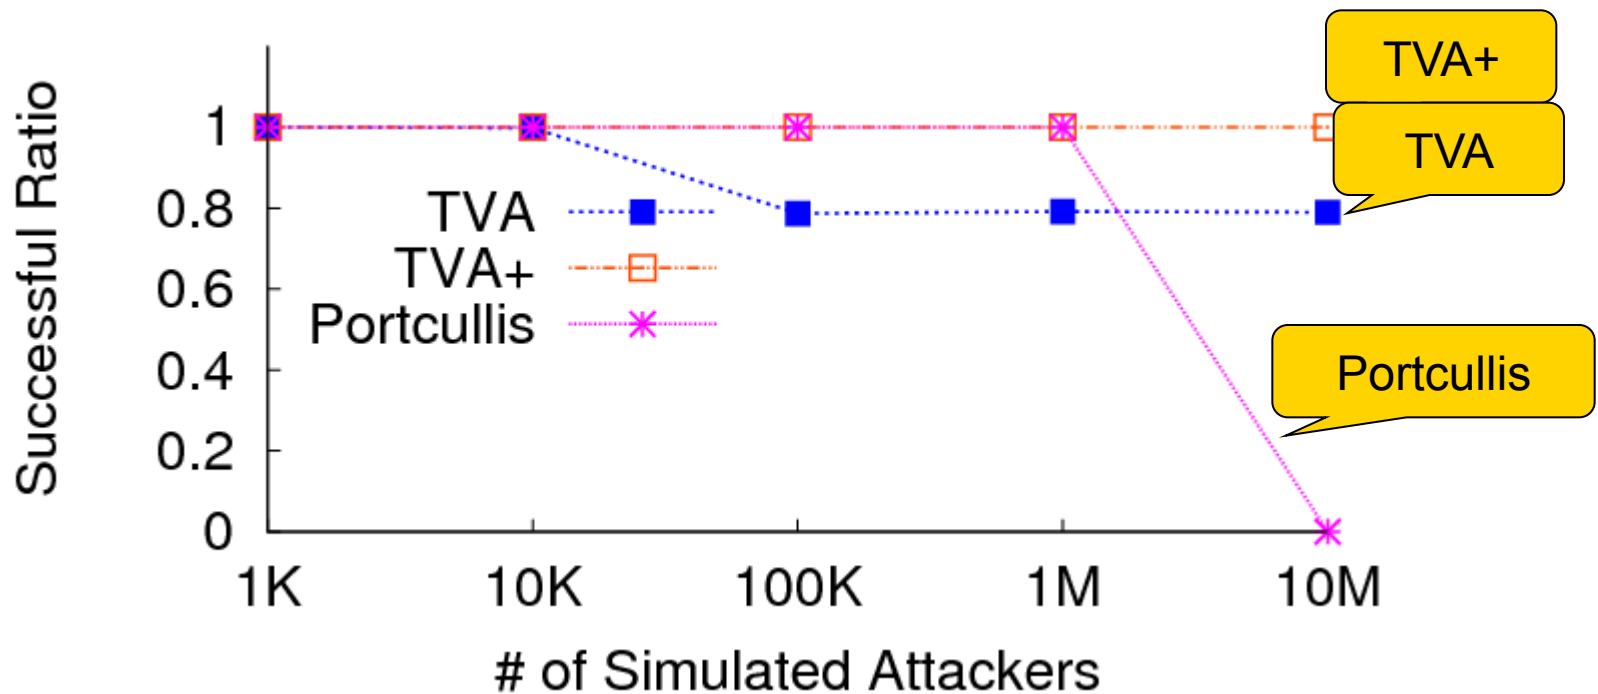 TVA+
TVA
Portcullis
Successful Ratio
1
0.8
0.6
0.4
0.2
0
TVA
TVA+
Portcullis
1K 10K 100K 1M 10M
# of Simulated Attackers